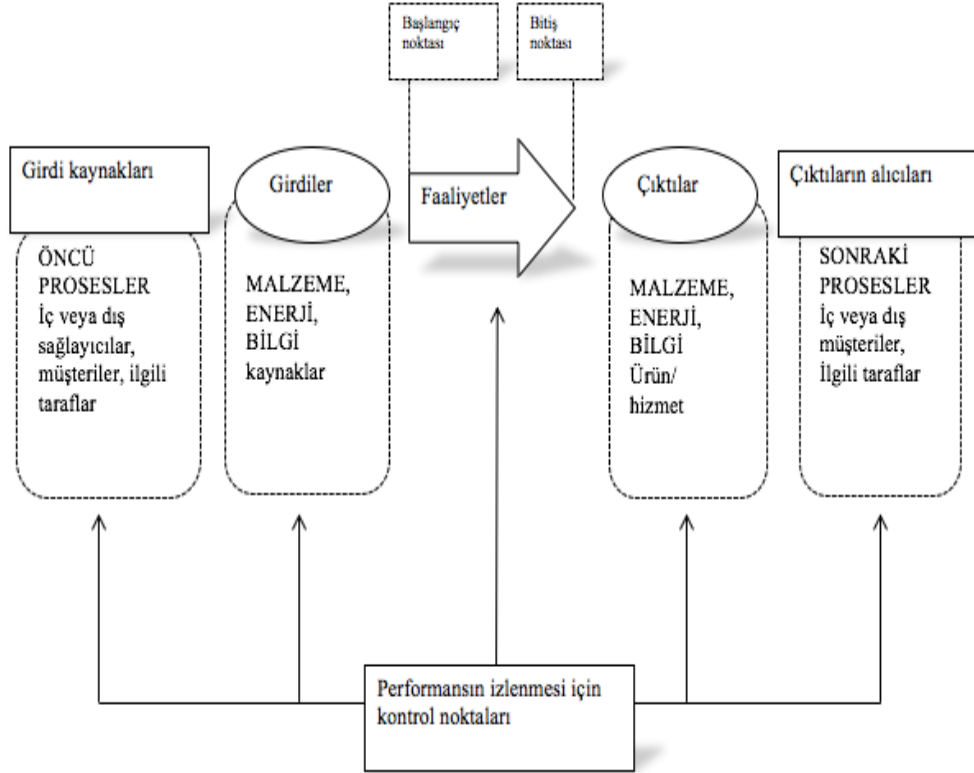 Başlangıç
noktası
Bitiş
noktası
Girdi kaynakları
Girdiler
Faaliyetler
Çıktılar
Çıktıların alıcıları
ÖNCÜ
PROSESLER
İç veya dış
sağlayıcılar,
müşteriler, ilgili
taraflar
MALZEME,
ENERJİ,
BİLGİ
kaynaklar
MALZEME,
ENERJİ,
BİLGİ
Ürün/
hizmet
SONRAKİ
PROSESLER
İç veya dış
müşteriler,
İlgili taraflar
Performansın izlenmesi için
kontrol noktaları